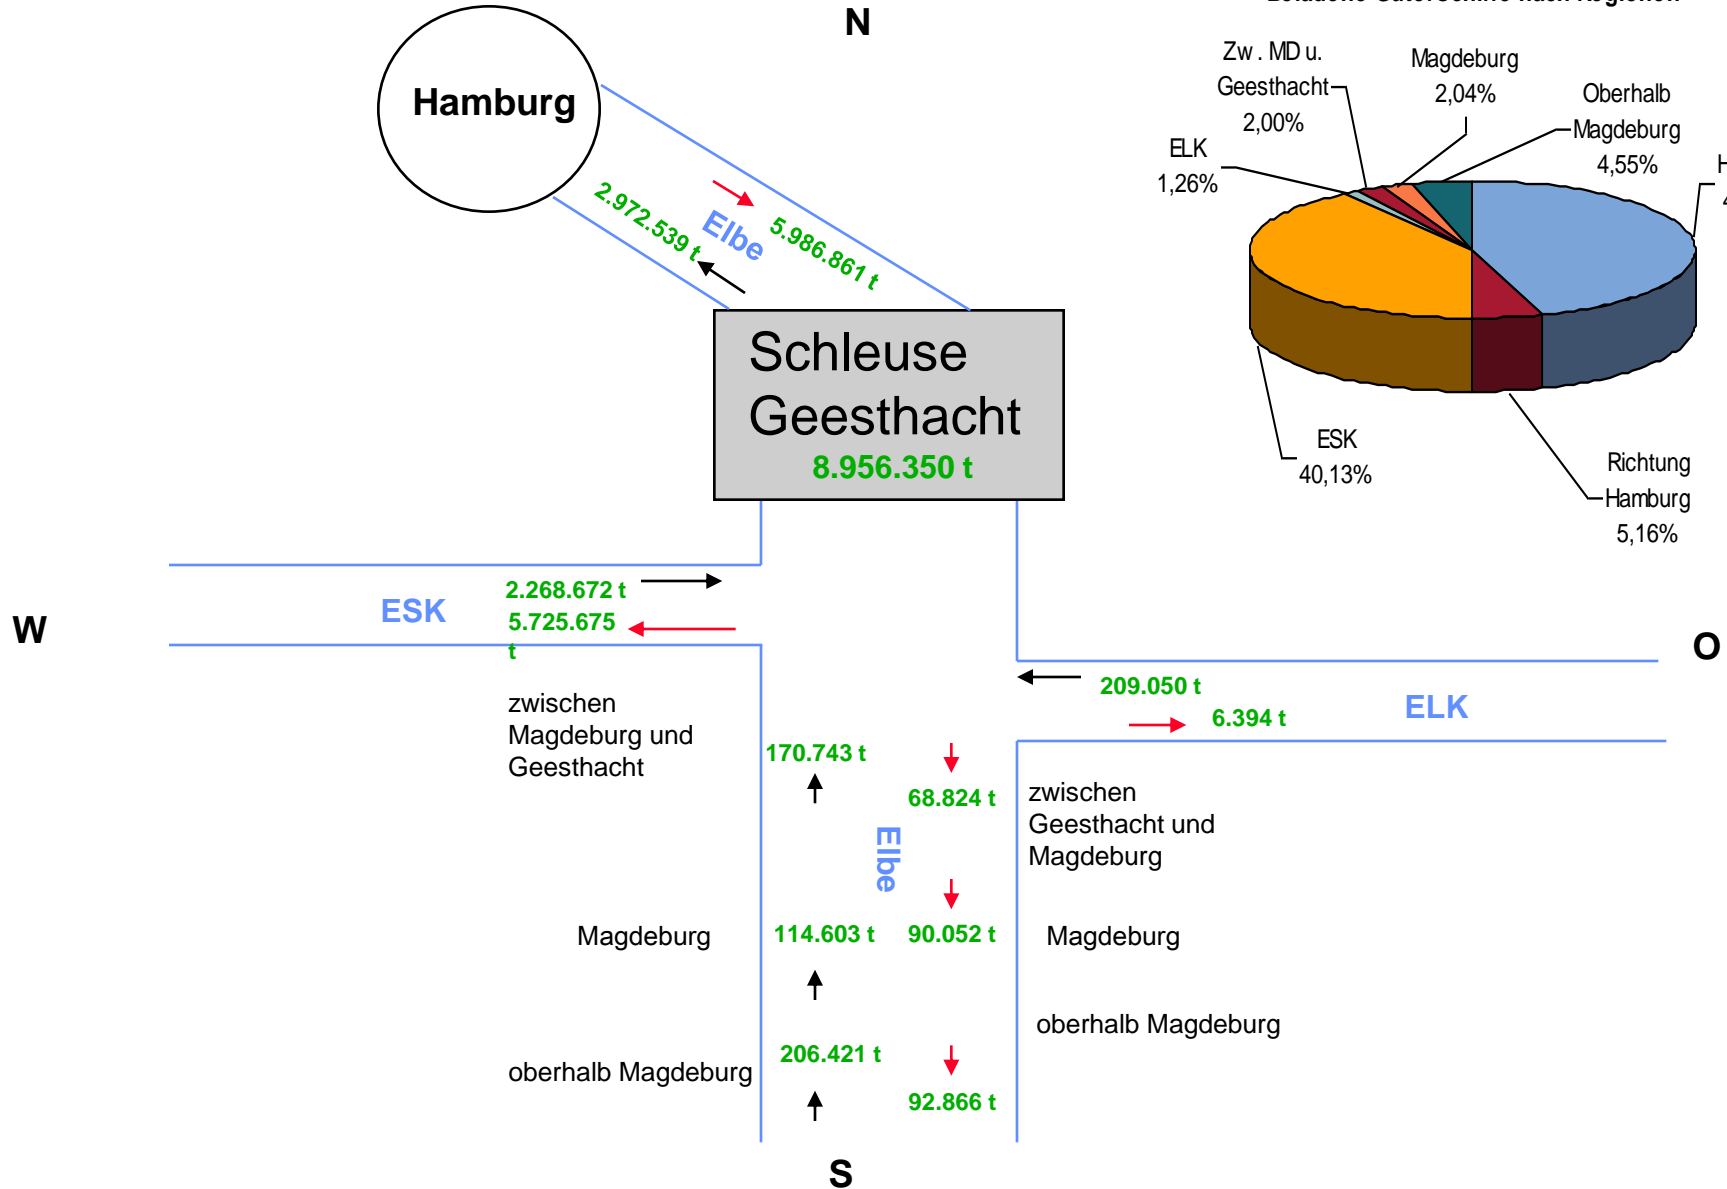 N
Hamburg
2.972.539 t
Elbe
5.986.861 t
Zw. MD u.
Geesthacht
2,00%
Magdeburg
2,04%
Oberhalb
Magdeburg
4,55%
ELK
1,26%
H
4
ESK
40,13%
Richtung
Hamburg
5,16%
Schleuse
Geesthacht
8.956.350 t
W
ESK
2.268.672 t
5.725.675
t
O
209.050 t
6.394 t
ELK
zwischen
Magdeburg und
Geesthacht
170.743 t
68.824 t
zwischen
Geesthacht und
Magdeburg
Elbe
Magdeburg
114.603 t
90.052 t
Magdeburg
oberhalb Magdeburg
oberhalb Magdeburg
206.421 t
92.866 t
S